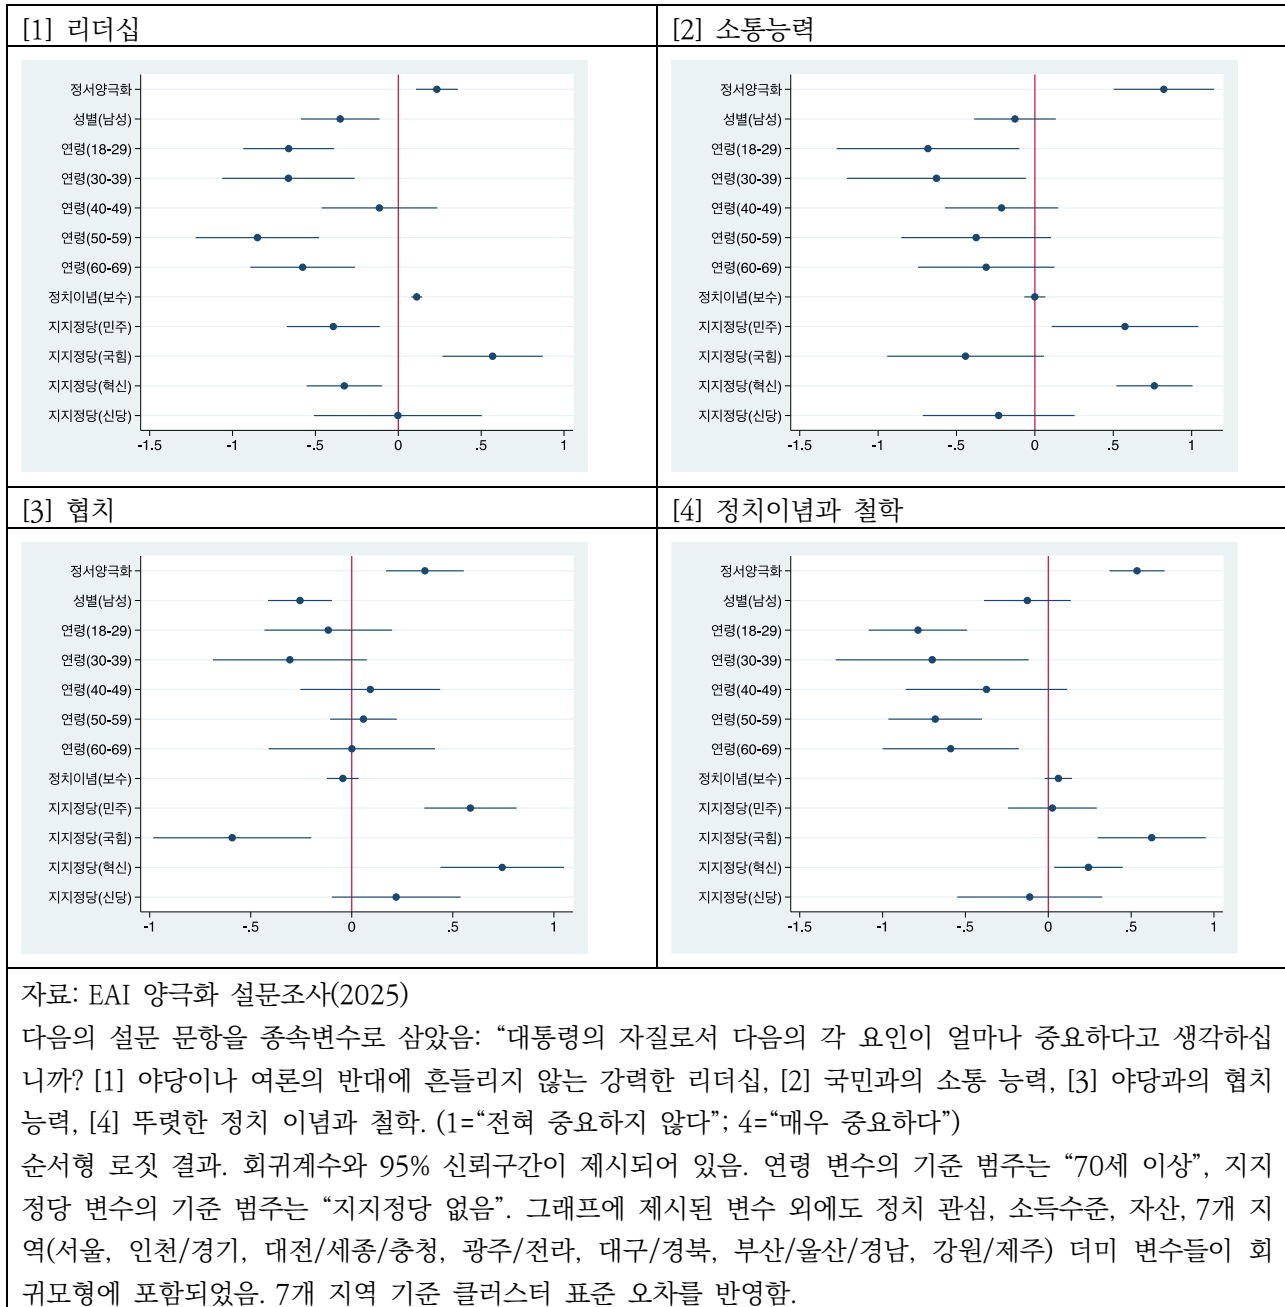 [1] 리더십
[2] 소통능력
정서양극화
성별(남성)
연령(18-29)
연령(30-39)
연령(40-49)
연령(50-59)
연령(60-69)
정치이념(보수)
지지정당(민주)
지지정당(국힘)
지지정당(혁신)
지지정당(신당)
-1.5 -1 -.5 0 .5 1
정서양극화
성별(남성)
연령(18-29)
연령(30-39)
연령(40-49)
연령(50-59)
연령(60-69)
정치이념(보수)
지지정당(민주)
지지정당(국힘)
지지정당(혁신)
지지정당(신당)
-1.5 -1 -.5 0 .5 1
[3] 협치
[4] 정치이념과 철학
정서양극화
성별(남성)
연령(18-29)
연령(30-39)
연령(40-49)
연령(50-59)
연령(60-69)
정치이념(보수)
지지정당(민주)
지지정당(국힘)
지지정당(혁신)
지지정당(신당)
-1 -.5 0 .5 1
정서양극화
성별(남성)
연령(18-29)
연령(30-39)
연령(40-49)
연령(50-59)
연령(60-69)
정치이념(보수)
지지정당(민주)
지지정당(국힘)
지지정당(혁신)
지지정당(신당)
-1.5 -1 -.5 0 .5 1
자료: EAI 양극화 설문조사(2025)
다음의 설문 문항을 종속변수로 삼았음: “대통령의 자질로서 다음의 각 요인이 얼마나 중요하다고 생각하십
니까? [1] 야당이나 여론의 반대에 흔들리지 않는 강력한 리더십, [2] 국민과의 소통 능력, [3] 야당과의 협치
능력, [4] 뚜렷한 정치 이념과 철학. (1=“전혀 중요하지 않다”; 4=“매우 중요하다”)
순서형 로짓 결과. 회귀계수와 95% 신뢰구간이 제시되어 있음. 연령 변수의 기준 범주는 “70세 이상”, 지지
정당 변수의 기준 범주는 “지지정당 없음”. 그래프에 제시된 변수 외에도 정치 관심, 소득수준, 자산, 7개 지
역(서울, 인천/경기, 대전/세종/충청, 광주/전라, 대구/경북, 부산/울산/경남, 강원/제주) 더미 변수들이 회
귀모형에 포함되었음. 7개 지역 기준 클러스터 표준 오차를 반영함.